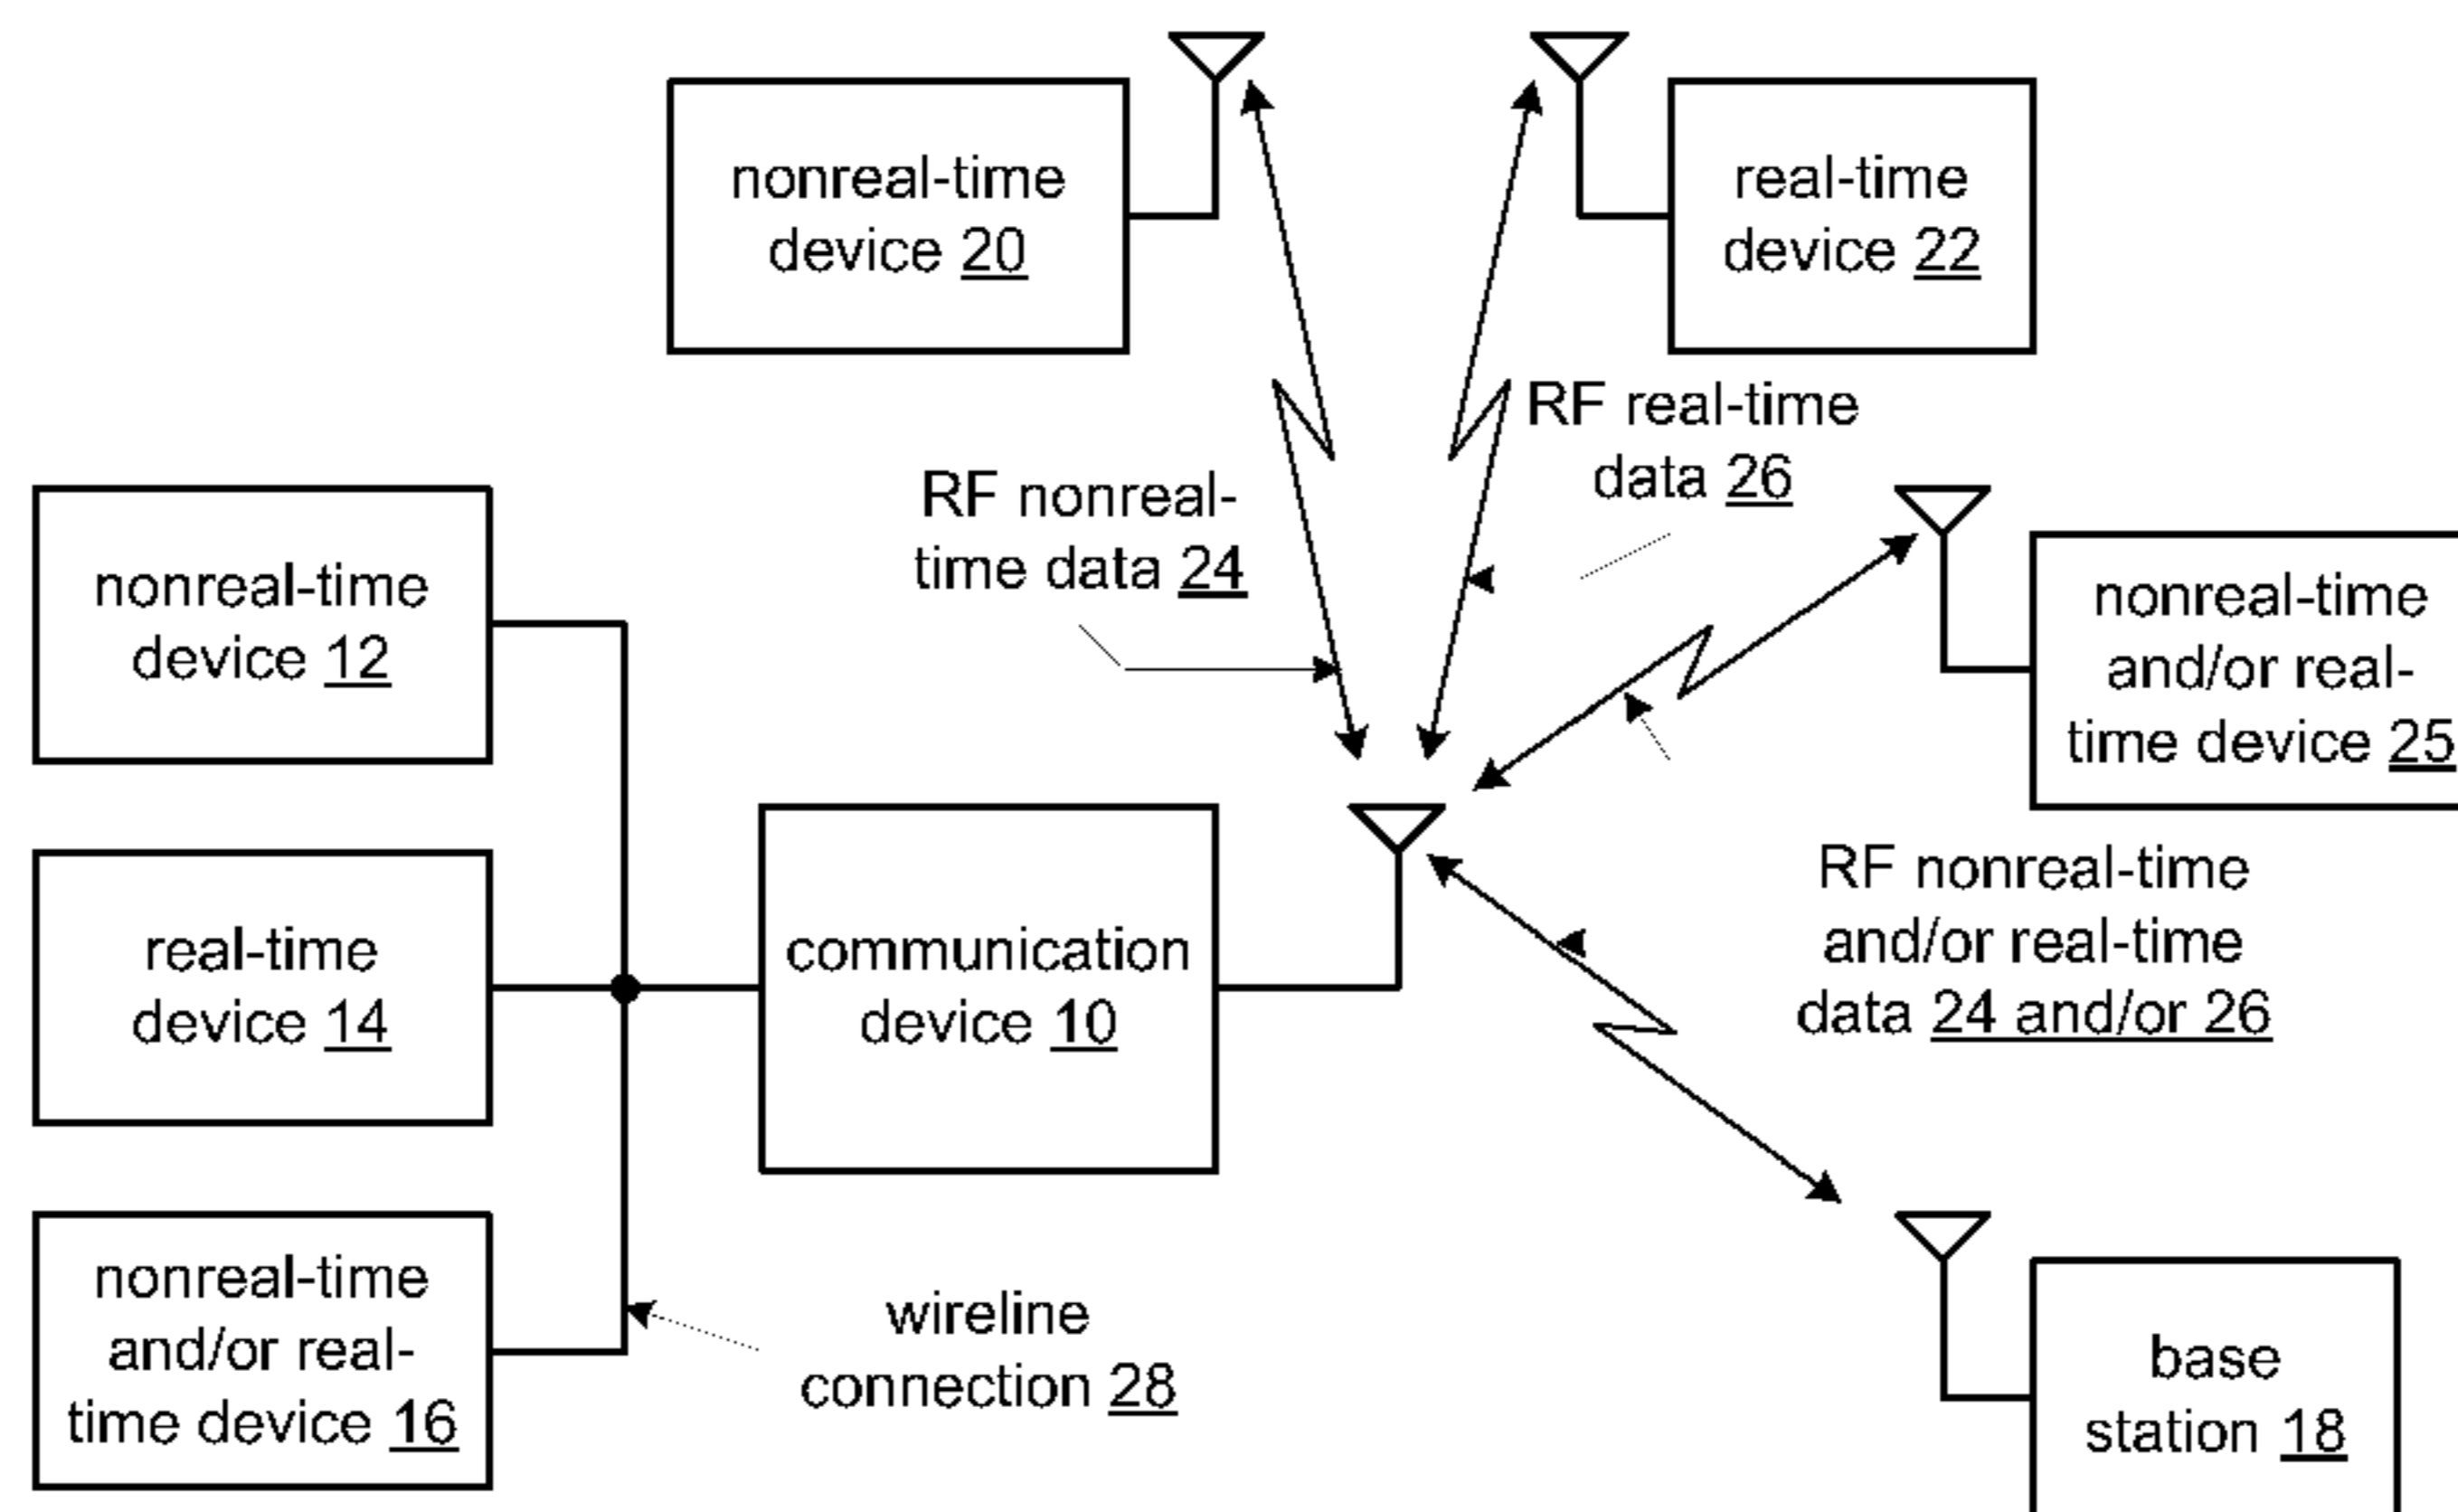 nonreal-time
device 20
real-time
device 22
RF real-time
data 26
RF nonreal-
time data 24
nonreal-time
device 12
nonreal-time
and/or real-
time device 25
real-time
device 14
communication
device 10
RF nonreal-time
and/or real-time
data 24 and/or 26
nonreal-time
and/or real-
time device 16
wireline
connection 28
base
station 18